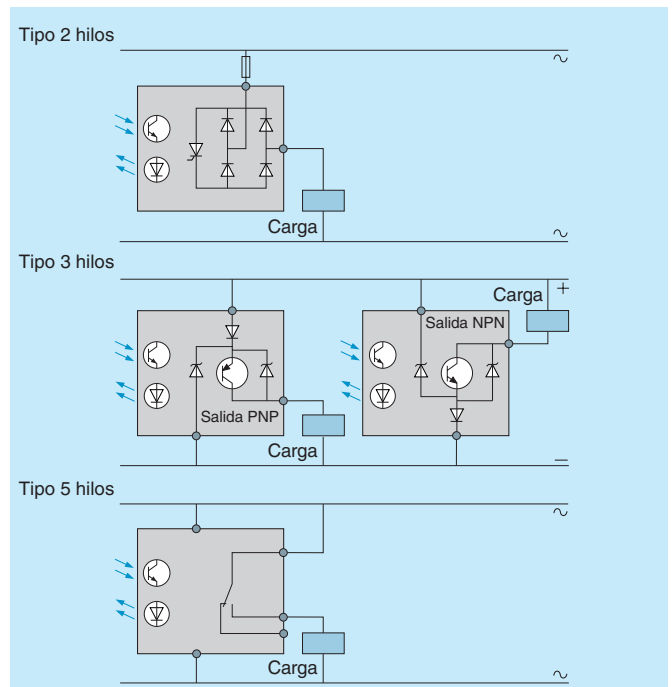 Tipo 2 hilos
~
Carga
~
Tipo 3 hilos
+
Carga
Salida NPN
Salida PNP
Carga
−
Tipo 5 hilos
~
Carga
~